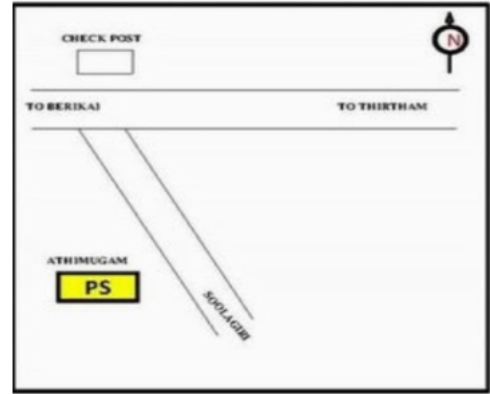 CHECK POST
N
TO BERIKAI
TO THIRTHAM
ATHIMUGAM
PS
SOOLAGIRI